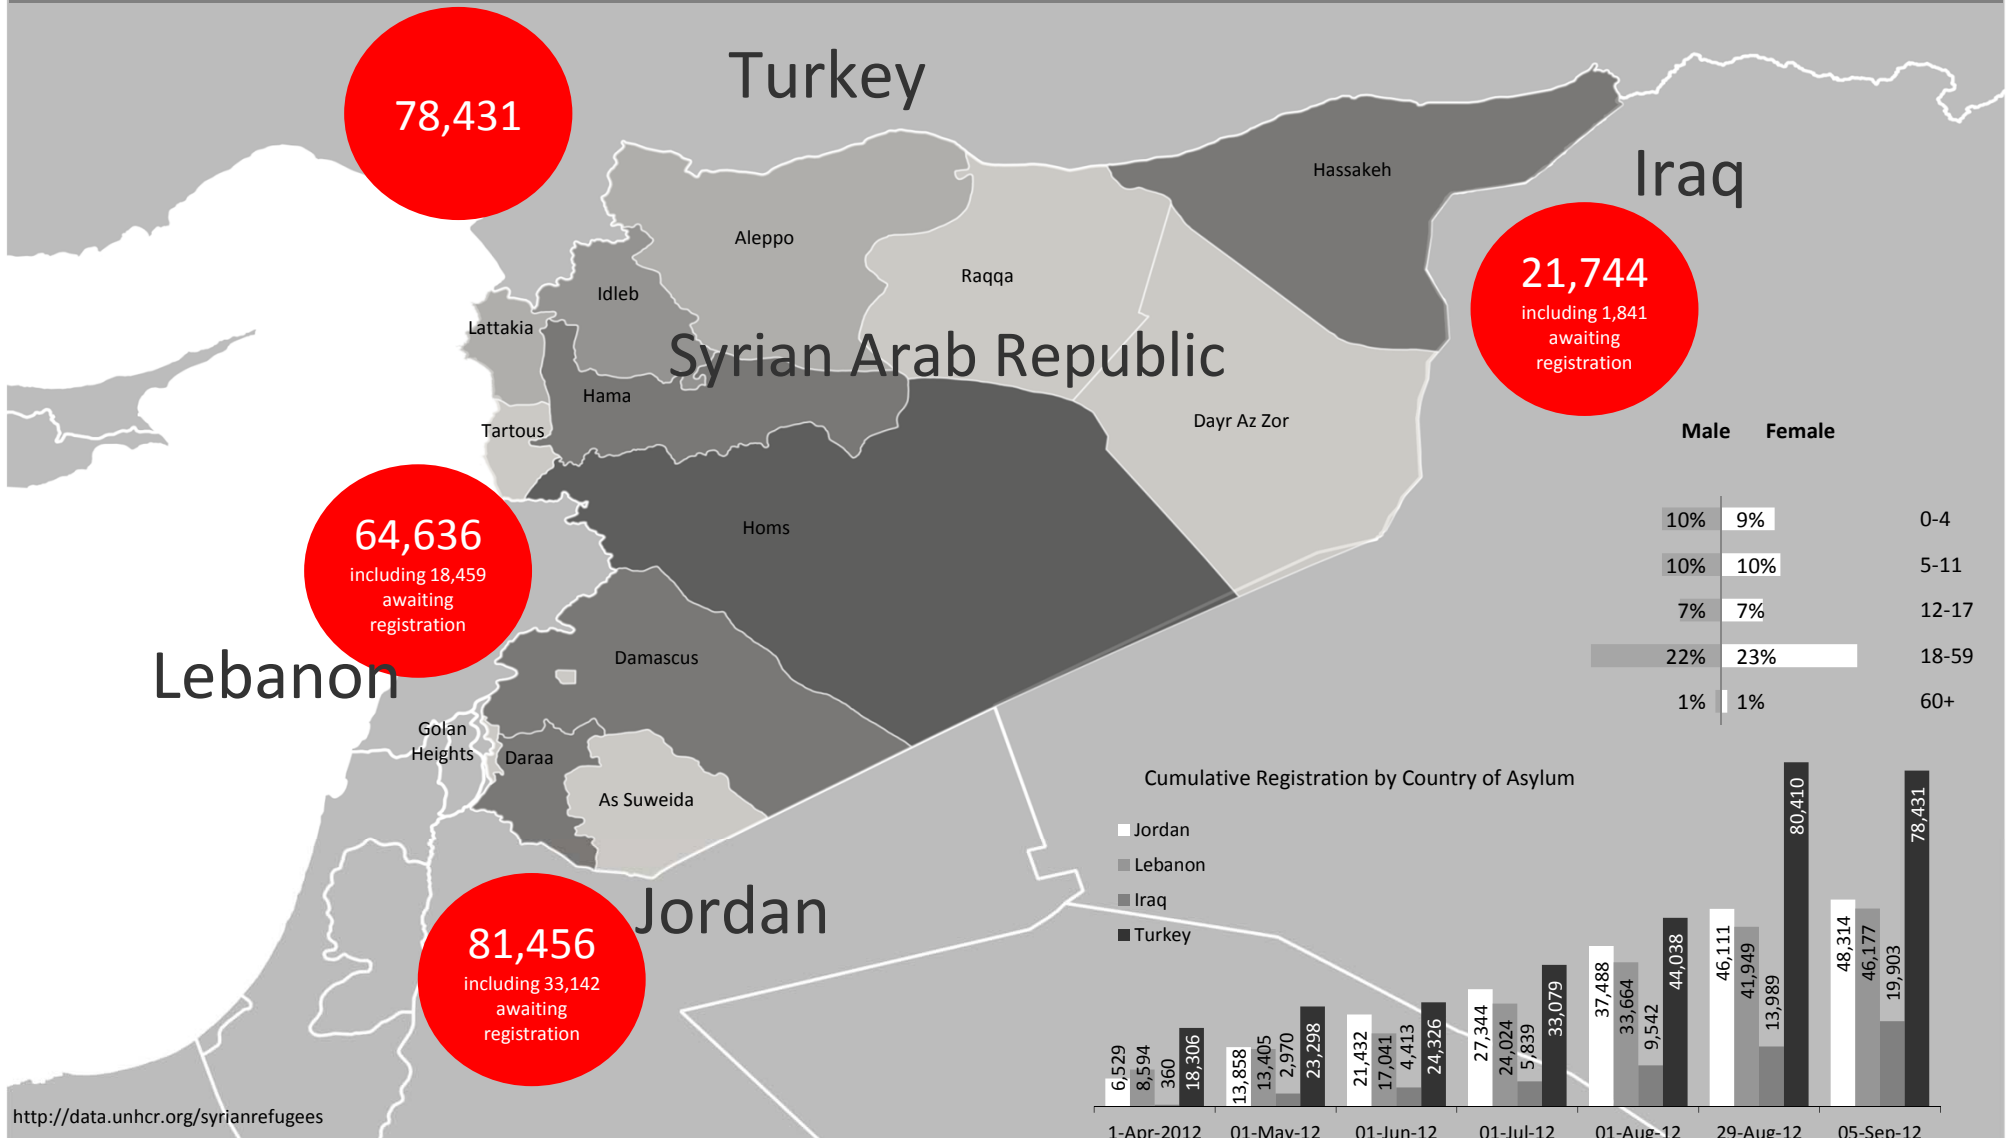 Turkey
78,431
Iraq
Hassakeh
Aleppo
Raqqa
Idleb
21,744
including 1,841
awaiting
registration
Lattakia
Syrian Arab Republic
Hama
Dayr Az Zor
Tartous
Male Female
10% 9% 0-4
10% 10% 5-11
7% 7% 12-17
22% 23% 18-59
1% 1% 60+
Homs
64,636
including 18,459
awaiting
registration
Lebanon
Damascus
Golan
Heights
Daraa
As Suweida
Jordan
81,456
including 33,142
awaiting
registration
Cumulative Registration by Country of Asylum
Jordan
Lebanon
Iraq
Turkey
6,529 8,594 360 18,306
13,858 13,405 2,970 23,298
21,432 17,041 4,413 24,326
27,344 24,024 5,839 33,079
37,488 33,664 9,542 44,038
46,111 41,949 13,989 80,410
48,314 46,177 19,903 78,431
1-Apr-2012 01-May-12 01-Jun-12 01-Jul-12 01-Aug-12 29-Aug-12 05-Sep-12
http://data.unhcr.org/syrianrefugees